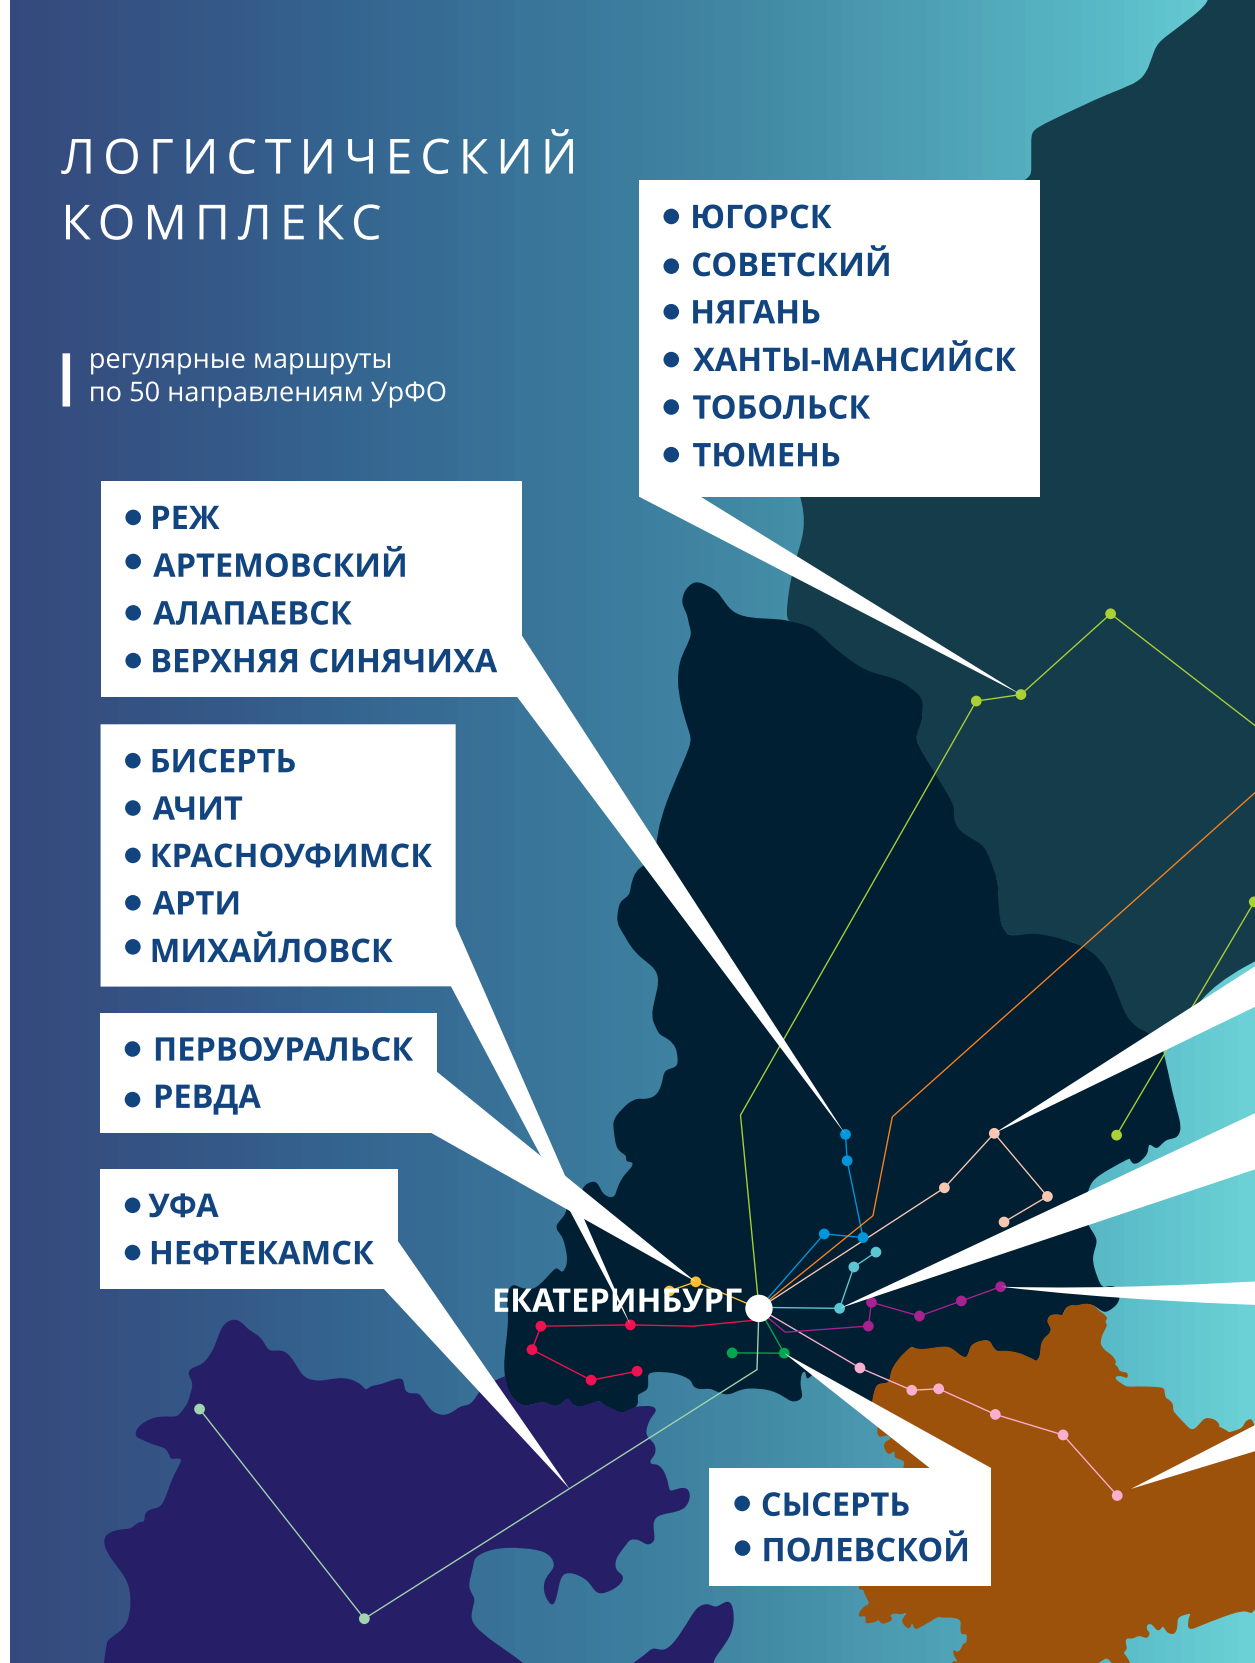 ЛОГИСТИЧЕСКИЙ
КОМПЛЕКС
регулярные маршруты
по 50 направлениям УрФО
ЮГОРСК
СОВЕТСКИЙ
НЯГАНЬ
ХАНТЫ-МАНСИЙСК
ТОБОЛЬСК
ТЮМЕНЬ
РЕЖ
АРТЕМОВСКИЙ
АЛАПАЕВСК
ВЕРХНЯЯ СИНЯЧИХА
БИСЕРТЬ
АЧИТ
КРАСНОУФИМСК
АРТИ
МИХАЙЛОВСК
ПЕРВОУРАЛЬСК
РЕВДА
УФА
НЕФТЕКАМСК
ЕКАТЕРИНБУРГ
СЫСЕРТЬ
ПОЛЕВСКОЙ